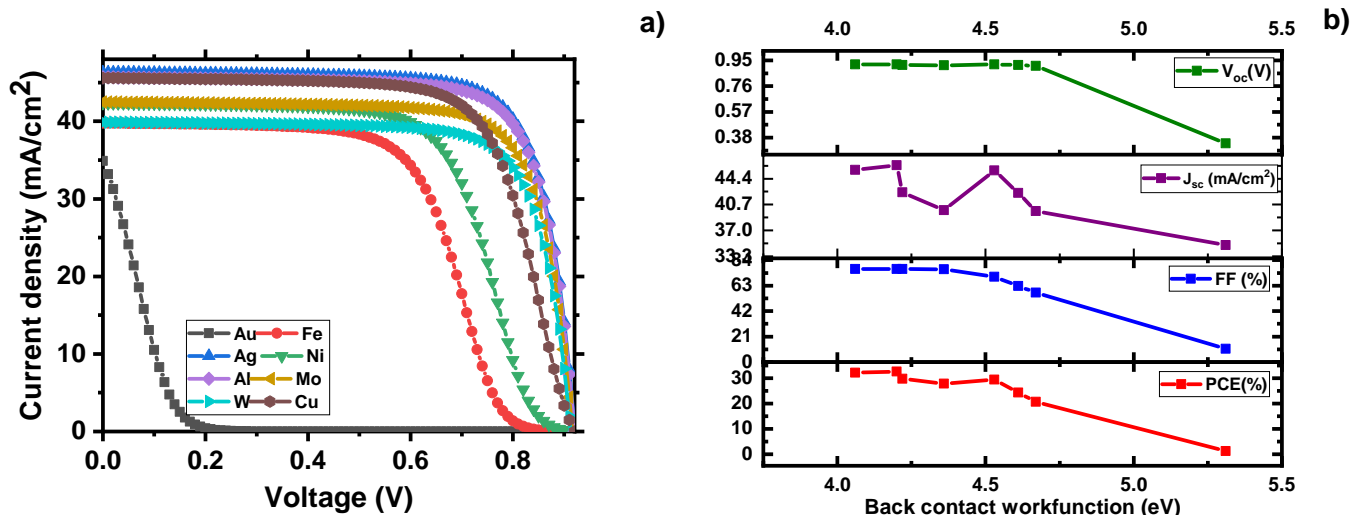 a)
Current density (mA/cm²)
40
30
20
10
0
Au Fe
Ag Ni
Al Mo
W Cu
0.0 0.2 0.4 0.6 0.8
Voltage (V)
b)
4.0 4.5 5.0 5.5
0.95
0.76
0.57
0.38
Voc(V)
44.4
40.7
37.0
33.3
Jsc (mA/cm²)
84
63
42
21
0
FF (%)
30
20
10
0
PCE(%)
4.0 4.5 5.0 5.5
Back contact workfunction (eV)